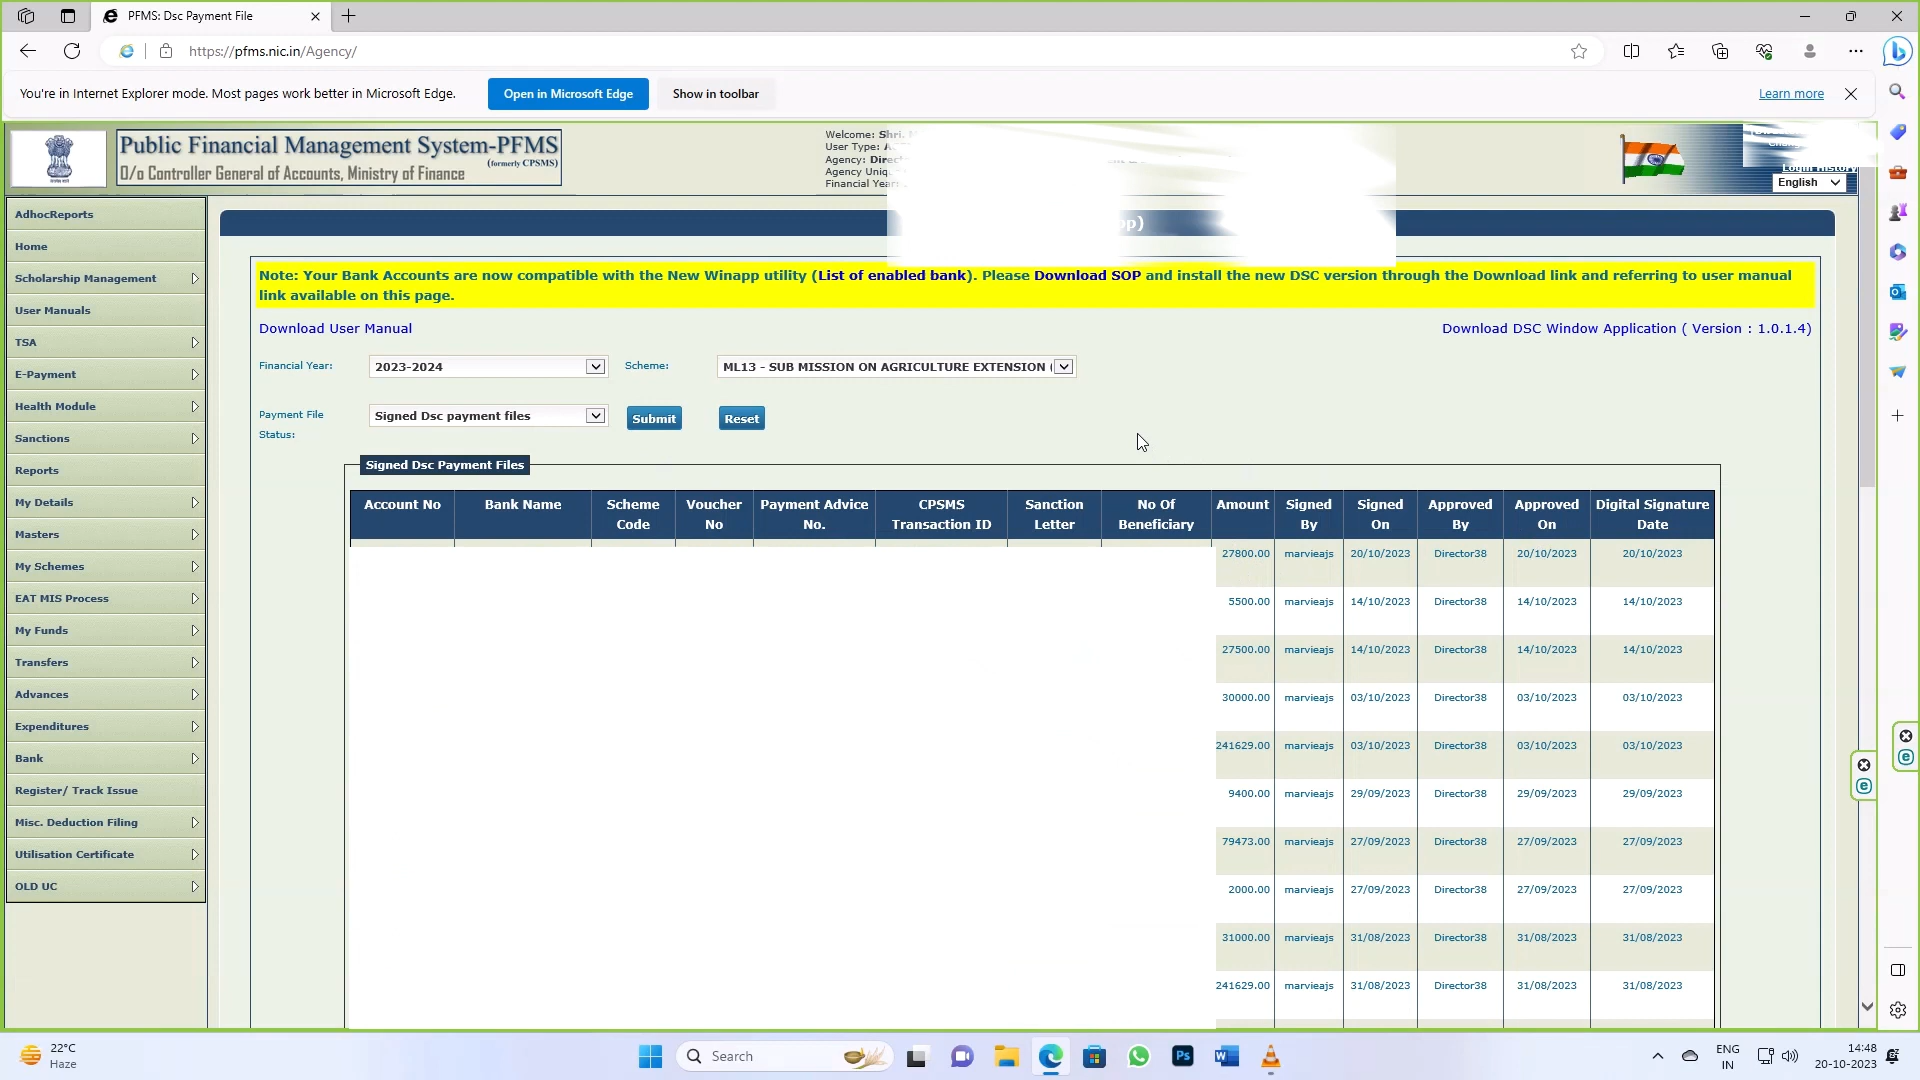 PFMS: Dsc Payment File
https://pfms.nic.in/Agency/
You're in Internet Explorer mode. Most pages work better in Microsoft Edge.
Open in Microsoft Edge
Show in toolbar
Learn more
Public Financial Management System-PFMS
(formerly CPSMS)
O/o Controller General of Accounts, Ministry of Finance
Welcome: Shri.
User Type:
Agency:
Agency
Financial
Login History
English
AdhocReports
Home
Scholarship Management
User Manuals
TSA
E-Payment
Health Module
Sanctions
Reports
My Details
Masters
My Schemes
EAT MIS Process
My Funds
Transfers
Advances
Expenditures
Bank
Register/ Track Issue
Misc. Deduction Filing
Utilisation Certificate
OLD UC
Note: Your Bank Accounts are now compatible with the New Winapp utility (List of enabled bank). Please Download SOP and install the new DSC version through the Download link and referring to user manual
link available on this page.
Download User Manual
Download DSC Window Application ( Version : 1.0.1.4)
Financial Year:
2023-2024
Scheme:
ML13 - SUB MISSION ON AGRICULTURE EXTENSION (
Payment File
Status:
Signed Dsc payment files
Submit
Reset
Signed Dsc Payment Files
Account No Bank Name Scheme Code Voucher No Payment Advice No. CPSMS Transaction ID Sanction Letter No Of Beneficiary Amount Signed By Signed On Approved By Approved On Digital Signature Date
27800.00 marvieajs 20/10/2023 Director38 20/10/2023 20/10/2023
5500.00 marvieajs 14/10/2023 Director38 14/10/2023 14/10/2023
27500.00 marvieajs 14/10/2023 Director38 14/10/2023 14/10/2023
30000.00 marvieajs 03/10/2023 Director38 03/10/2023 03/10/2023
241629.00 marvieajs 03/10/2023 Director38 03/10/2023 03/10/2023
9400.00 marvieajs 29/09/2023 Director38 29/09/2023 29/09/2023
79473.00 marvieajs 27/09/2023 Director38 27/09/2023 27/09/2023
2000.00 marvieajs 27/09/2023 Director38 27/09/2023 27/09/2023
31000.00 marvieajs 31/08/2023 Director38 31/08/2023 31/08/2023
241629.00 marvieajs 31/08/2023 Director38 31/08/2023 31/08/2023
22°C
Haze
Search
Ps
ENG
IN
14:48
20-10-2023